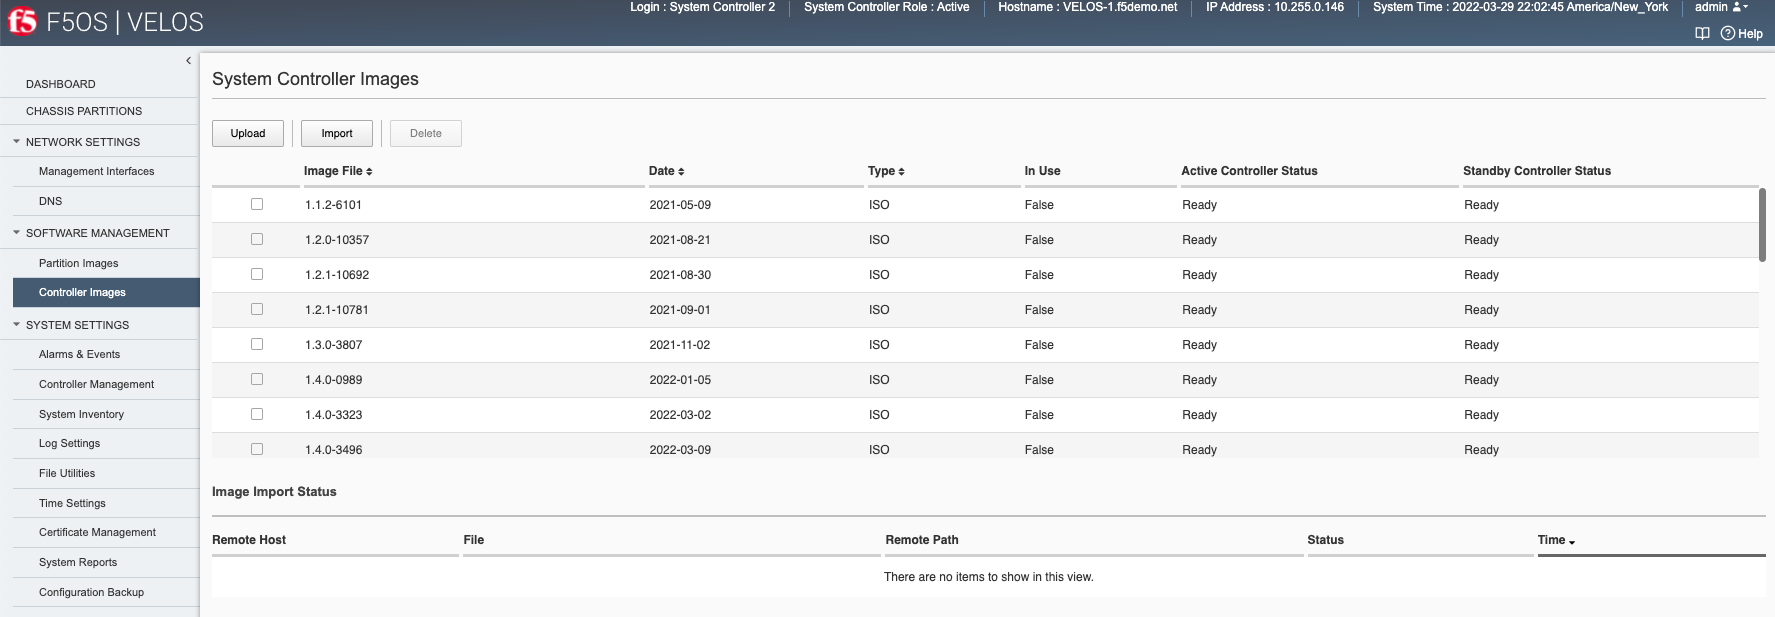 Login : System Controller 2 System Controller Role : Active Hostname : VELOS-1.f5demo.net IP Address : 10.255.0.146 System Time : 2022-03-29 22:02:45 America/New_York admin
f5 F5OS | VELOS
Help
DASHBOARD
CHASSIS PARTITIONS
NETWORK SETTINGS
Management Interfaces
DNS
SOFTWARE MANAGEMENT
Partition Images
Controller Images
SYSTEM SETTINGS
Alarms & Events
Controller Management
System Inventory
Log Settings
File Utilities
Time Settings
Certificate Management
System Reports
Configuration Backup
System Controller Images
Upload Import Delete
Image File Date Type In Use Active Controller Status Standby Controller Status
1.1.2-6101 2021-05-09 ISO False Ready Ready
1.2.0-10357 2021-08-21 ISO False Ready Ready
1.2.1-10692 2021-08-30 ISO False Ready Ready
1.2.1-10781 2021-09-01 ISO False Ready Ready
1.3.0-3807 2021-11-02 ISO False Ready Ready
1.4.0-0989 2022-01-05 ISO False Ready Ready
1.4.0-3323 2022-03-02 ISO False Ready Ready
1.4.0-3496 2022-03-09 ISO False Ready Ready
Image Import Status
Remote Host File Remote Path Status Time
There are no items to show in this view.